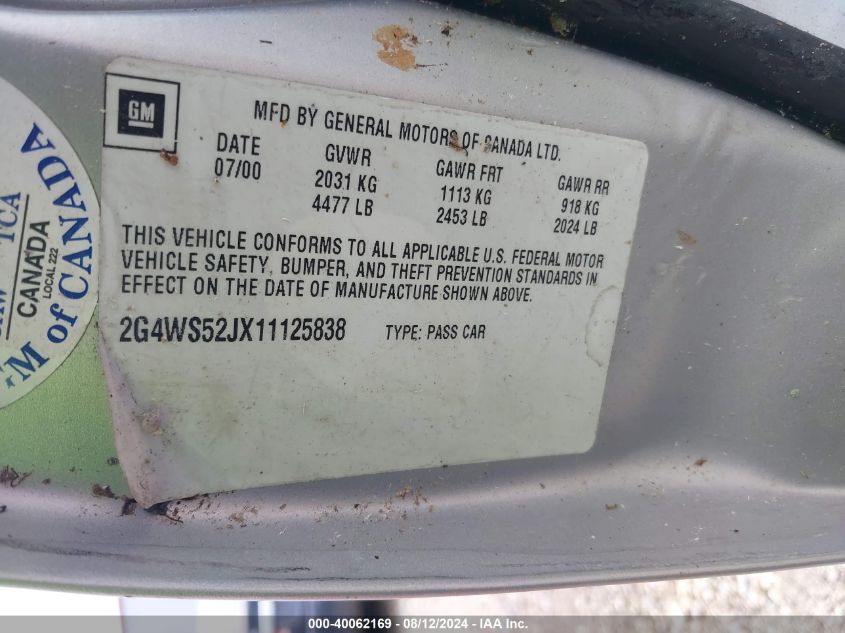 GM
MFD BY GENERAL MOTORS OF CANADA LTD.
DATE GVWR GAWR FRT GAWR RR
07/00 2031 KG 1113 KG 918 KG
4477 LB 2453 LB 2024 LB
THIS VEHICLE CONFORMS TO ALL APPLICABLE U.S. FEDERAL MOTOR
VEHICLE SAFETY, BUMPER, AND THEFT PREVENTION STANDARDS IN
EFFECT ON THE DATE OF MANUFACTURE SHOWN ABOVE.
2G4WS52JX11125838 TYPE: PASS CAR
TCA
CANADA
LOCAL 222
M of CANADA
000-40062169 - 08/12/2024 - IAA Inc.